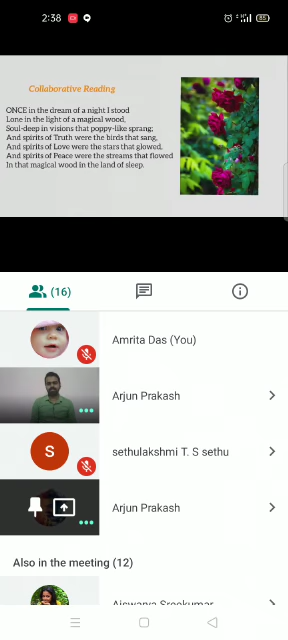 2:38
85
Collaborative Reading
ONCE in the dream of a night I stood
Lone in the light of a magical wood,
Soul-deep in visions that poppy-like sprang;
And spirits of Truth were the birds that sang,
And spirits of Love were the stars that glowed,
And spirits of Peace were the streams that flowed
In that magical wood in the land of sleep.
(16)
Amrita Das (You)
Arjun Prakash
S
sethulakshmi T. S sethu
Arjun Prakash
Also in the meeting (12)
Aiswarya Sreekumar